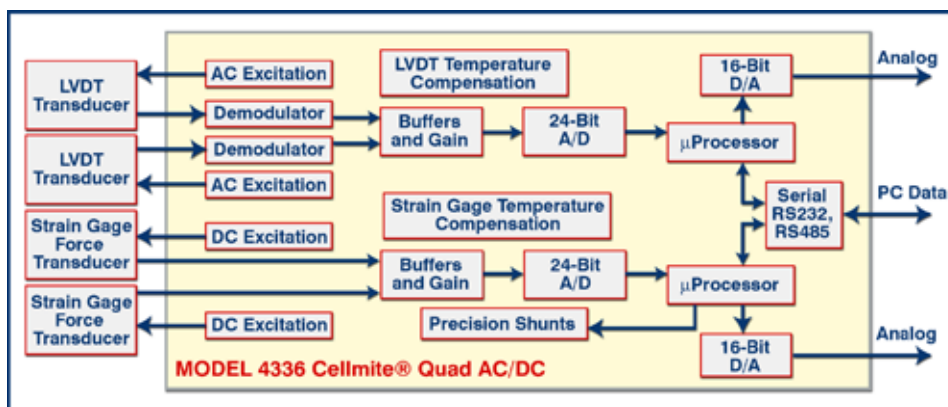 LVDT
Transducer
AC Excitation
Demodulator
LVDT Temperature
Compensation
Buffers
and Gain
24-Bit
A/D
16-Bit
D/A
Analog
μProcessor
LVDT
Transducer
Demodulator
AC Excitation
Serial
RS232,
RS485
PC Data
Strain Gage
Force
Transducer
DC Excitation
Strain Gage Temperature
Compensation
Buffers
and Gain
24-Bit
A/D
μProcessor
Strain Gage
Force
Transducer
DC Excitation
Precision Shunts
16-Bit
D/A
Analog
MODEL 4336 Cellmite® Quad AC/DC